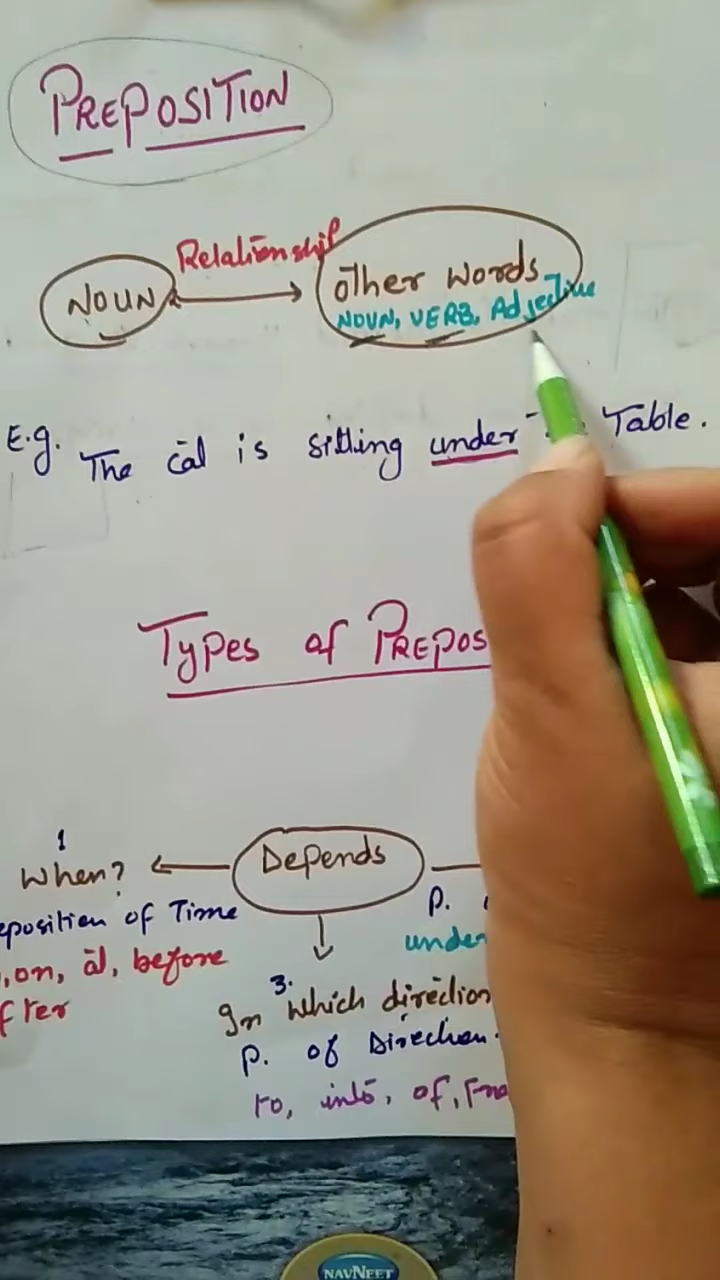 PREPOSITION
Relationship
NOUN
other words
NOUN, VERB, Adjective
E.g. The cat is sitting under Table.
Types of PREPOS
1
When?
Depends
eposition of Time
P.
, on, at, before
under
fter
3.
In which direction
P. of Direction.
to, into, of,
NAVNEET